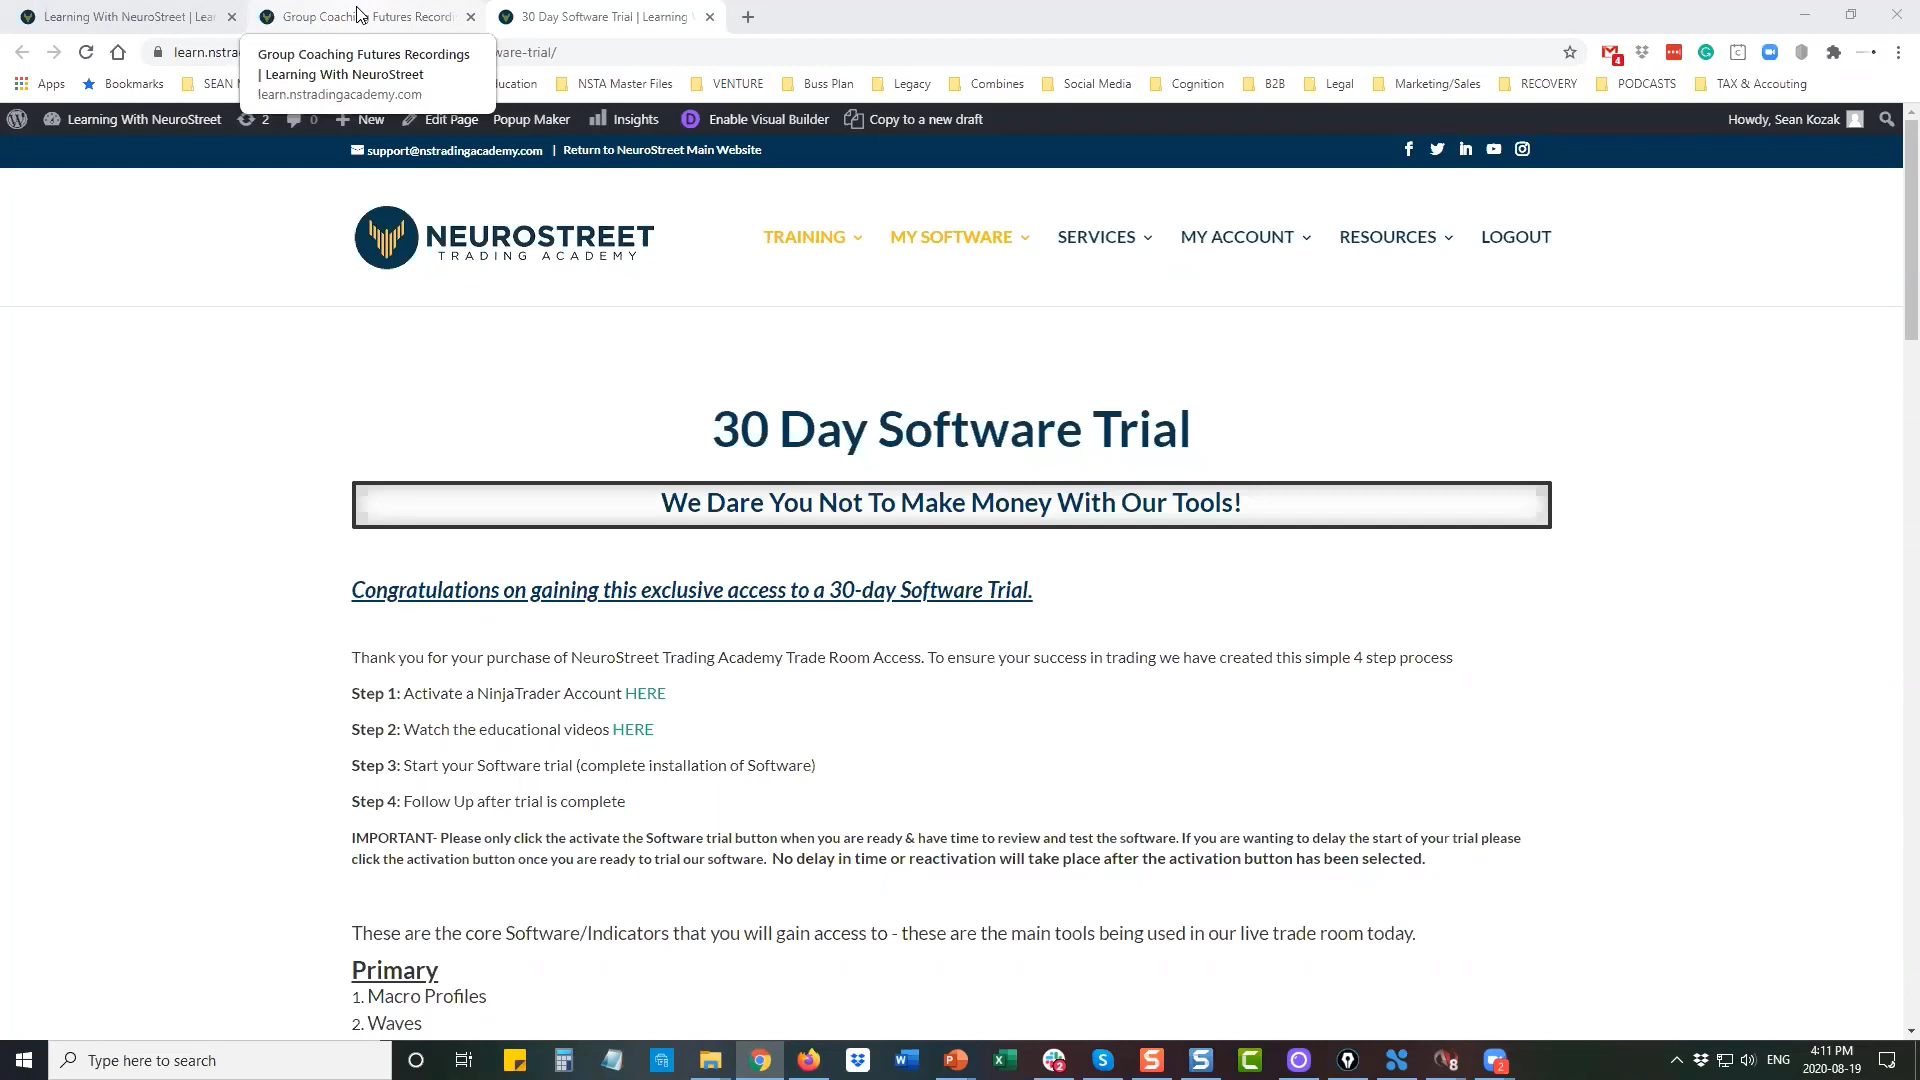 Learning With NeuroStreet | Lea
Group Coaching Futures Recordi
30 Day Software Trial | Learning
learn.nstra
ware-trial/
4
Group Coaching Futures Recordings
| Learning With NeuroStreet
learn.nstradingacademy.com
Apps
Bookmarks
SEAN
ducation
NSTA Master Files
VENTURE
Buss Plan
Legacy
Combines
Social Media
Cognition
B2B
Legal
Marketing/Sales
RECOVERY
PODCASTS
TAX & Accouting
Learning With NeuroStreet
2
0
New
Edit Page
Popup Maker
Insights
D Enable Visual Builder
Copy to a new draft
Howdy, Sean Kozak
support@nstradingacademy.com | Return to NeuroStreet Main Website
NEUROSTREET
TRADING ACADEMY
TRAINING
MY SOFTWARE
SERVICES
MY ACCOUNT
RESOURCES
LOGOUT
30 Day Software Trial
We Dare You Not To Make Money With Our Tools!
Congratulations on gaining this exclusive access to a 30-day Software Trial.
Thank you for your purchase of NeuroStreet Trading Academy Trade Room Access. To ensure your success in trading we have created this simple 4 step process
Step 1: Activate a NinjaTrader Account HERE
Step 2: Watch the educational videos HERE
Step 3: Start your Software trial (complete installation of Software)
Step 4: Follow Up after trial is complete
IMPORTANT- Please only click the activate the Software trial button when you are ready & have time to review and test the software. If you are wanting to delay the start of your trial please
click the activation button once you are ready to trial our software. No delay in time or reactivation will take place after the activation button has been selected.
These are the core Software/Indicators that you will gain access to - these are the main tools being used in our live trade room today.
Primary
1. Macro Profiles
2. Waves
Type here to search
ENG
4:11 PM
2020-08-19